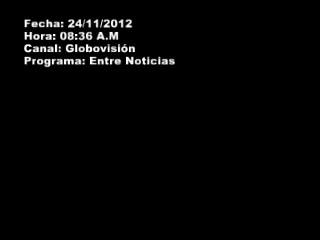 Fecha: 24/11/2012
Hora: 08:36 A.M
Canal: Globovisión
Programa: Entre Noticias